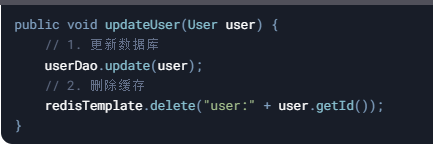 public void updateUser(User user) {
// 1. 更新数据库
userDao.update(user);
// 2. 删除缓存
redisTemplate.delete("user:" + user.getId());
}